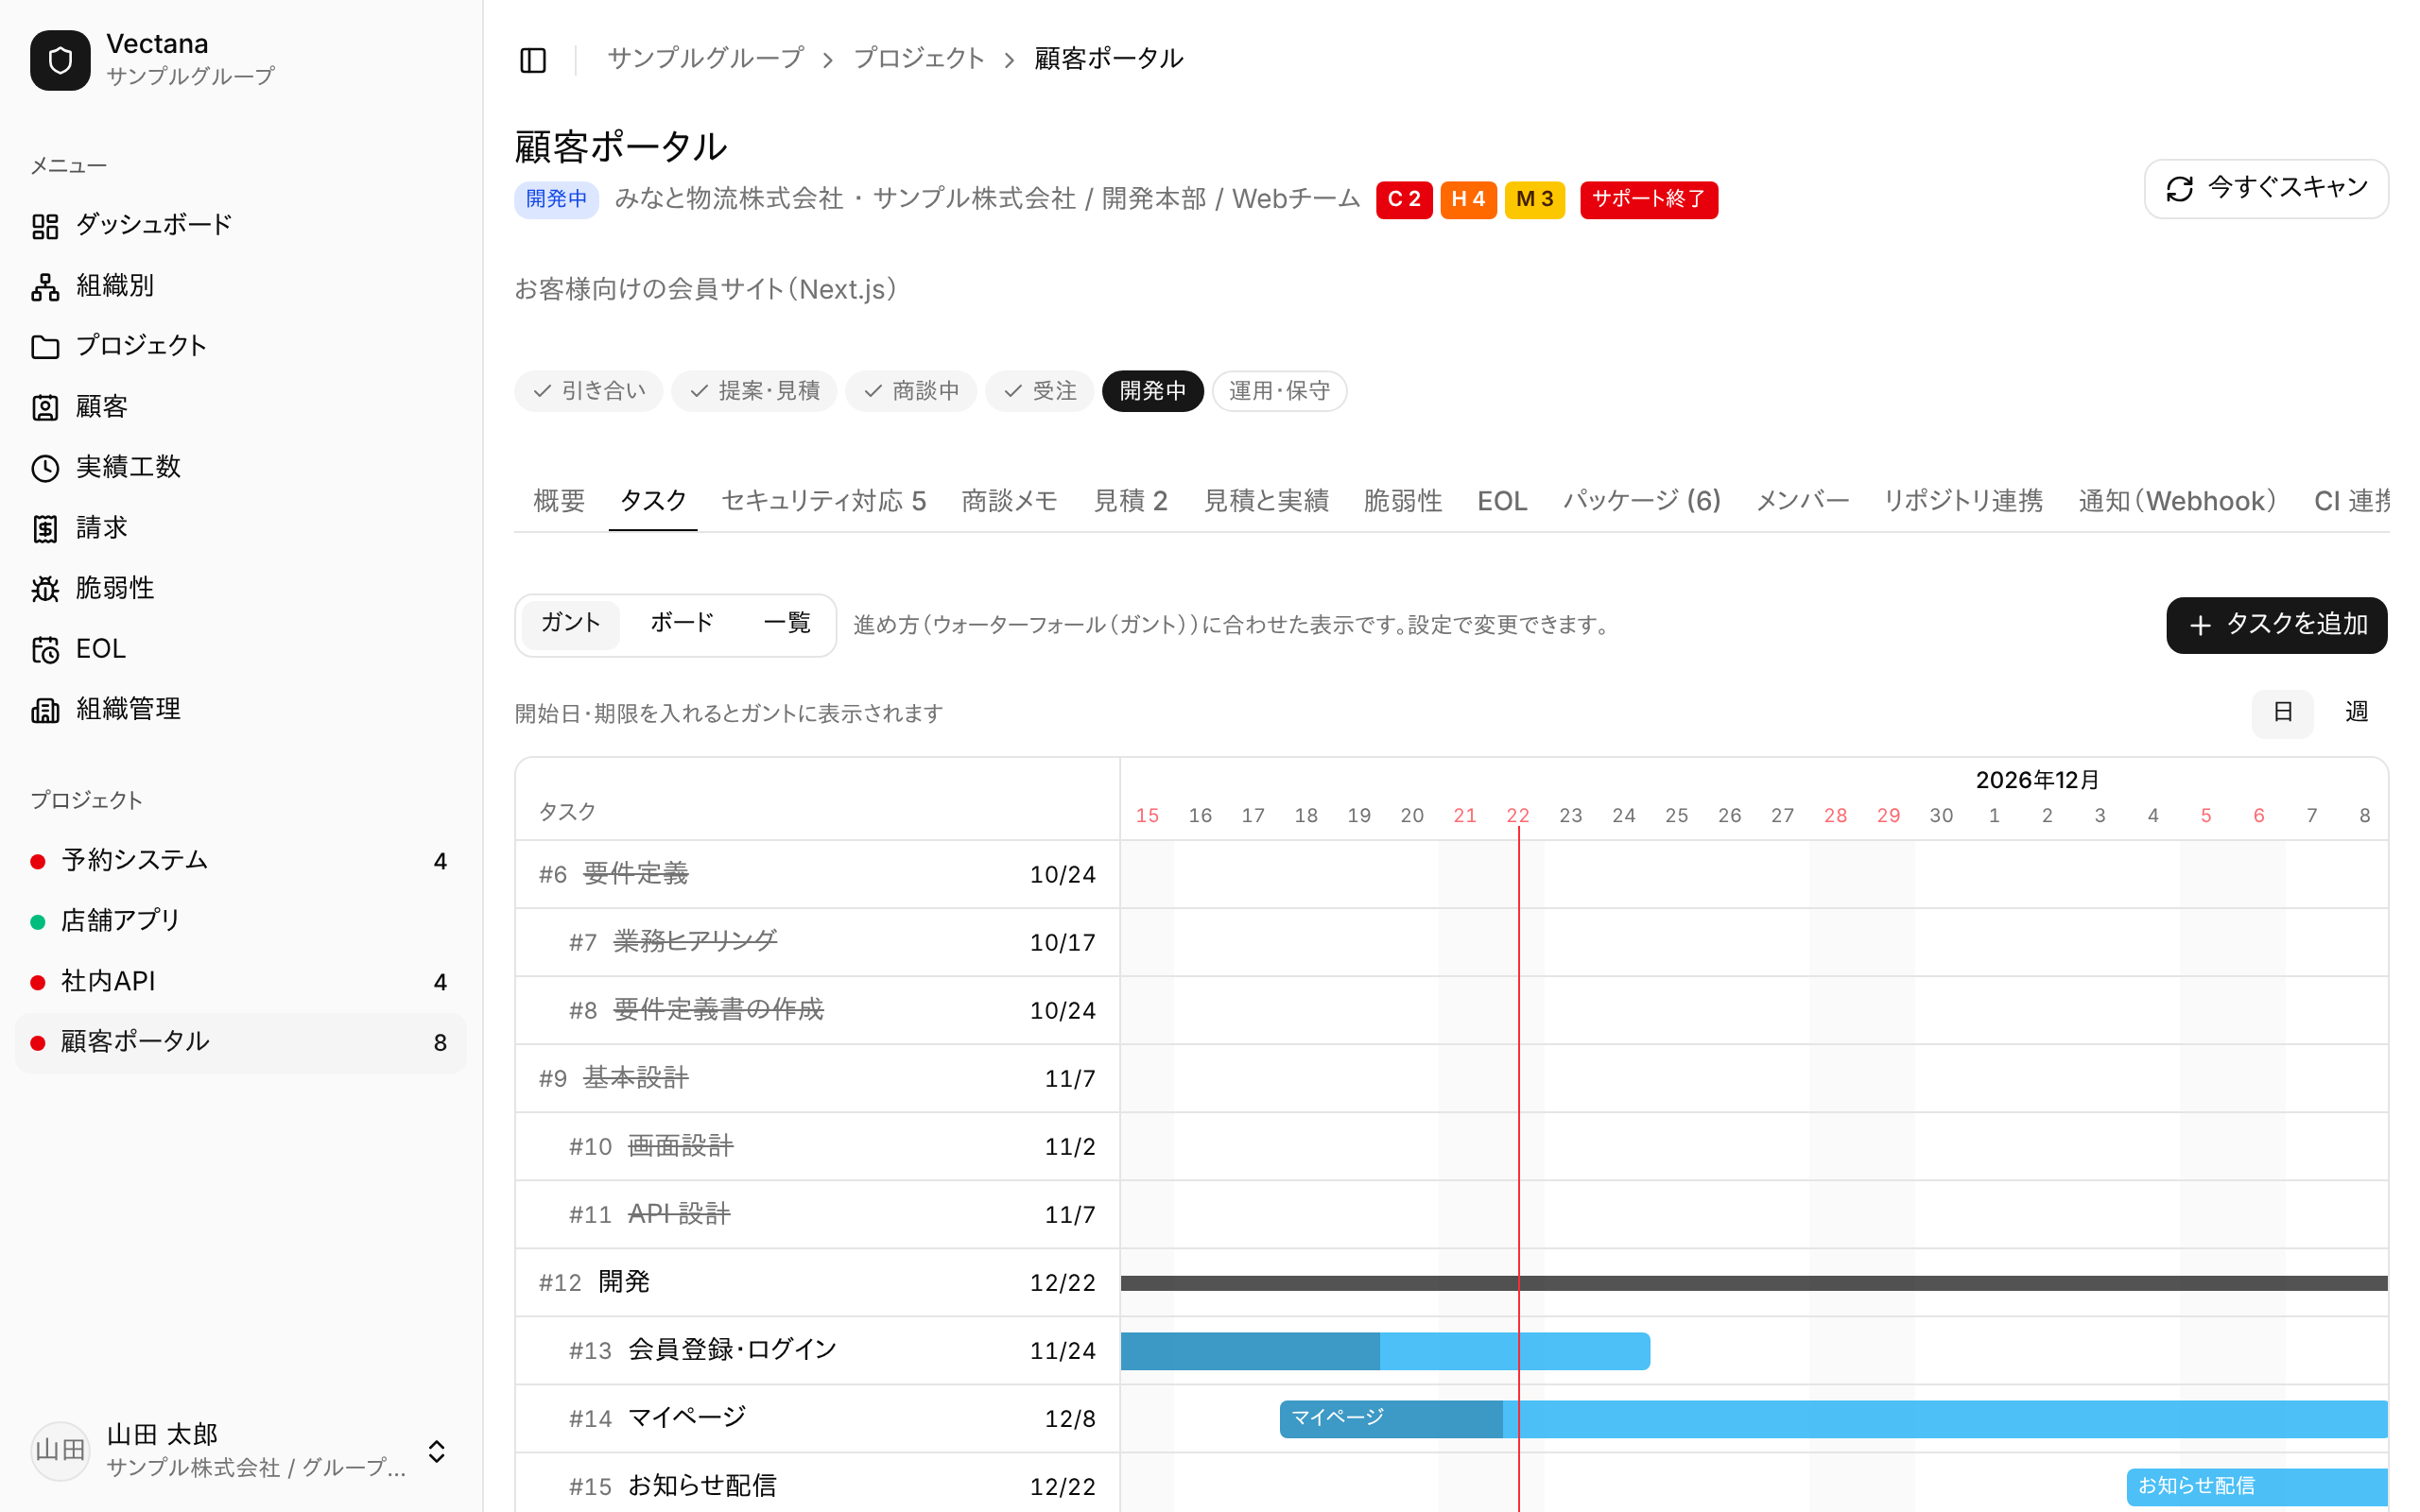 Vectana
サンプルグループ
メニュー
ダッシュボード
組織別
プロジェクト
顧客
実績工数
請求
脆弱性
EOL
組織管理
プロジェクト
予約システム 4
店舗アプリ
社内API 4
顧客ポータル 8
山田
山田 太郎
サンプル株式会社 / グループ...
サンプルグループ > プロジェクト > 顧客ポータル
顧客ポータル
開発中 みなと物流株式会社 · サンプル株式会社 / 開発本部 / Webチーム C 2 H 4 M 3 サポート終了
今すぐスキャン
お客様向けの会員サイト（Next.js）
引き合い 提案・見積 商談中 受注 開発中 運用・保守
概要 タスク セキュリティ対応 5 商談メモ 見積 2 見積と実績 脆弱性 EOL パッケージ (6) メンバー リポジトリ連携 通知（Webhook） CI 連携
ガント ボード 一覧 進め方（ウォーターフォール（ガント））に合わせた表示です。設定で変更できます。
タスクを追加
開始日・期限を入れるとガントに表示されます
日 週
2026年12月
タスク 15 16 17 18 19 20 21 22 23 24 25 26 27 28 29 30 1 2 3 4 5 6 7 8
#6 要件定義 10/24
#7 業務ヒアリング 10/17
#8 要件定義書の作成 10/24
#9 基本設計 11/7
#10 画面設計 11/2
#11 API 設計 11/7
#12 開発 12/22
#13 会員登録・ログイン 11/24
#14 マイページ 12/8 マイページ
#15 お知らせ配信 12/22 お知らせ配信